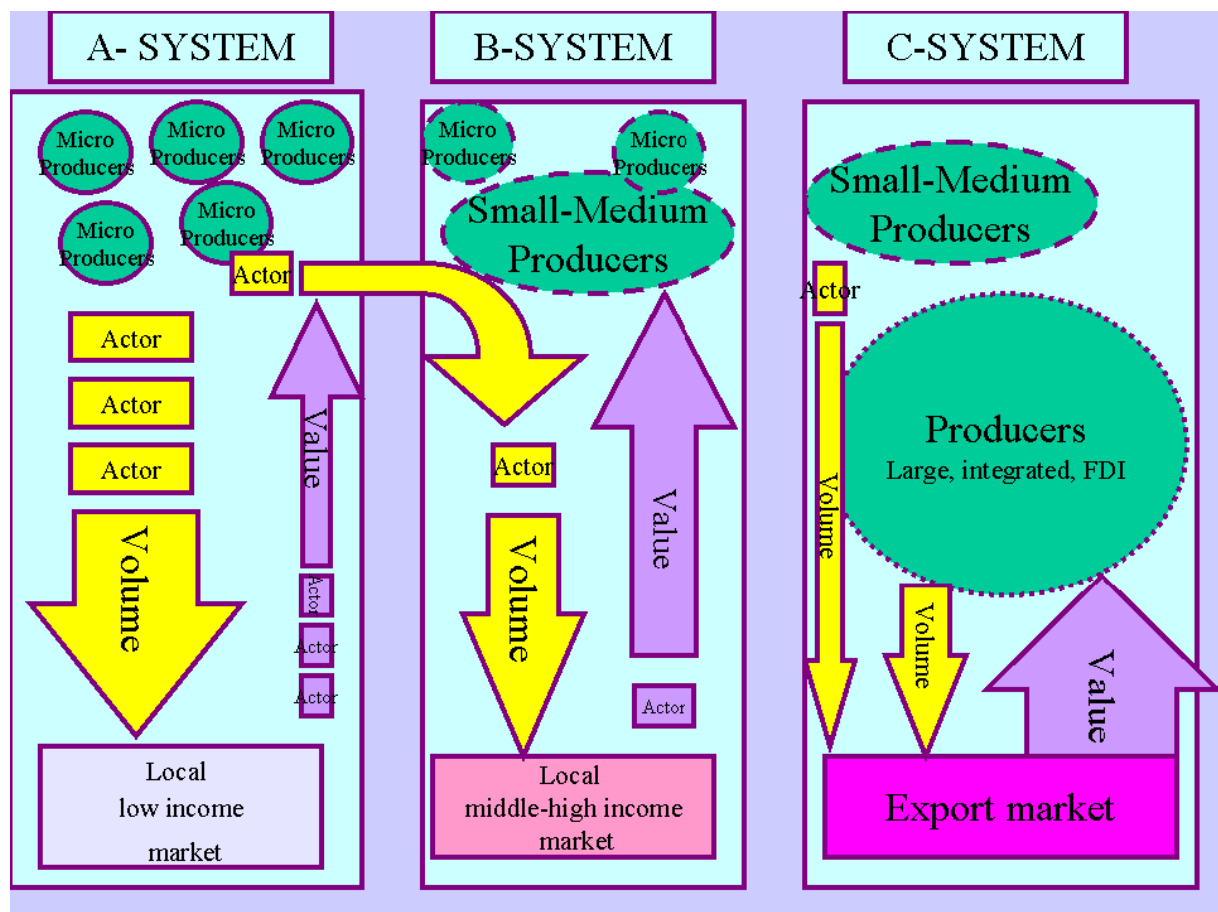 A- SYSTEM
Micro
Producers
Micro
Producers
Micro
Producers
Micro
Producers
Micro
Producers
Actor
Actor
Actor
Actor
Volume
Value
Actor
Actor
Actor
Local
low income
market
B-SYSTEM
Micro
Producers
Micro
Producers
Small-Medium
Producers
Actor
Volume
Value
Actor
Local
middle-high income
market
C-SYSTEM
Small-Medium
Producers
Actor
Producers
Large, integrated, FDI
Volume
Volume
Value
Export market